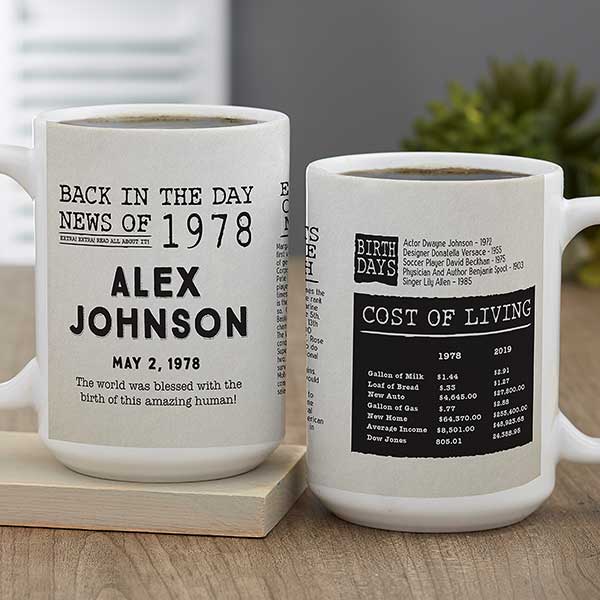 BACK IN THE DAY
NEWS OF 1978
EXTRA! EXTRA! READ ALL ABOUT IT!
ALEX
JOHNSON
MAY 2, 1978
The world was blessed with the
birth of this amazing human!
BIRTH
DAYS
Actor Dwayne Johnson - 1972
Designer Donatella Versace - 1955
Soccer Player David Beckham - 1975
Physician And Author Benjamin Spock - 1903
Singer Lily Allen - 1985
COST OF LIVING
1978 2019
Gallon of Milk $1.44 $2.91
Loaf of Bread $.33 $1.27
New Auto $4,645.00 $27,800.00
Gallon of Gas $.77 $2.88
New Home $64,370.00 $255,400.00
Average Income $8,501.00 $48,925.65
Dow Jones 805.01 24,388.95